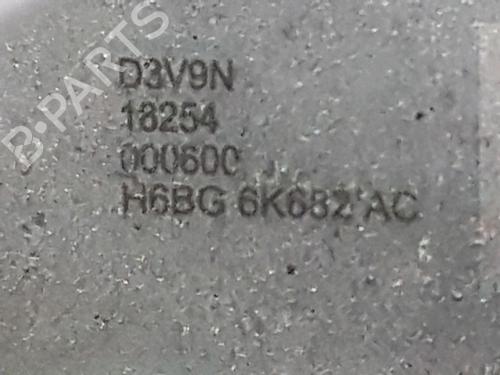 B-PARTS
D3V9N
18254
000600
H6BG 6K682 AC